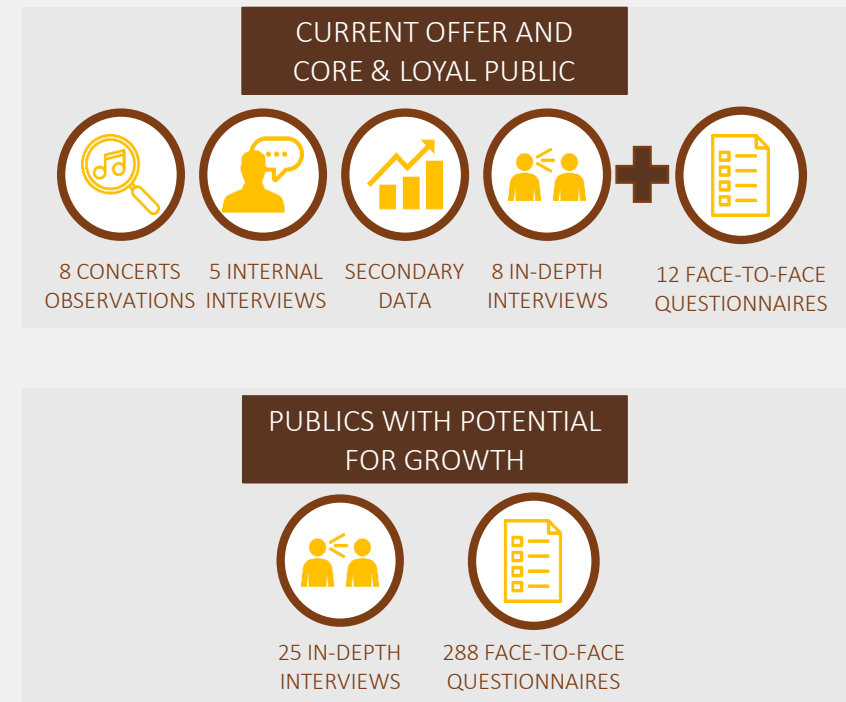 CURRENT OFFER AND
CORE & LOYAL PUBLIC
8 CONCERTS
OBSERVATIONS
5 INTERNAL
INTERVIEWS
SECONDARY
DATA
8 IN-DEPTH
INTERVIEWS
12 FACE-TO-FACE
QUESTIONNAIRES
PUBLICS WITH POTENTIAL
FOR GROWTH
25 IN-DEPTH
INTERVIEWS
288 FACE-TO-FACE
QUESTIONNAIRES